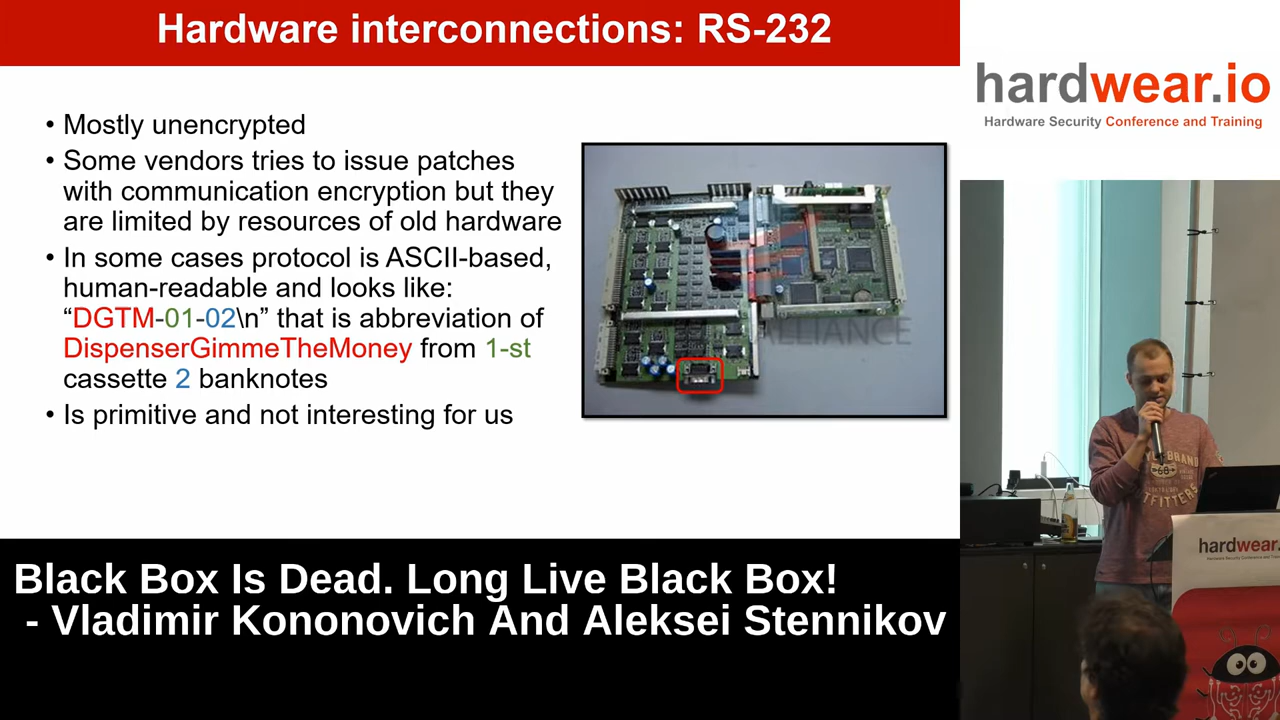 Hardware interconnections: RS-232
• Mostly unencrypted
• Some vendors tries to issue patches
with communication encryption but they
are limited by resources of old hardware
• In some cases protocol is ASCII-based,
human-readable and looks like:
“DGTM-01-02\n” that is abbreviation of
DispenserGimmeTheMoney from 1-st
cassette 2 banknotes
• Is primitive and not interesting for us
ALLIANCE
hardwear.io
Hardware Security Conference and Training
68
hardwear.
Black Box Is Dead. Long Live Black Box!
- Vladimir Kononovich And Aleksei Stennikov